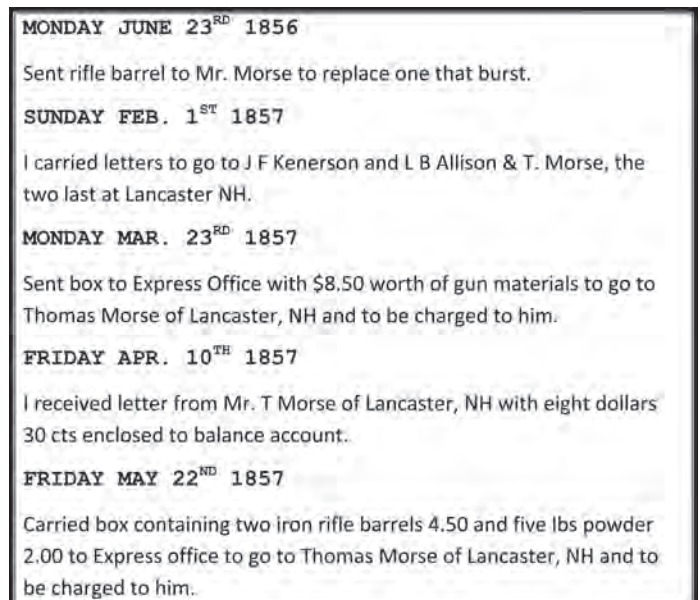 MONDAY JUNE 23RD 1856
Sent rifle barrel to Mr. Morse to replace one that burst.
SUNDAY FEB. 1ST 1857
I carried letters to go to J F Kenerson and L B Allison & T. Morse, the
two last at Lancaster NH.
MONDAY MAR. 23RD 1857
Sent box to Express Office with $8.50 worth of gun materials to go to
Thomas Morse of Lancaster, NH and to be charged to him.
FRIDAY APR. 10TH 1857
I received letter from Mr. T Morse of Lancaster, NH with eight dollars
30 cts enclosed to balance account.
FRIDAY MAY 22ND 1857
Carried box containing two iron rifle barrels 4.50 and five lbs powder
2.00 to Express office to go to Thomas Morse of Lancaster, NH and to
be charged to him.